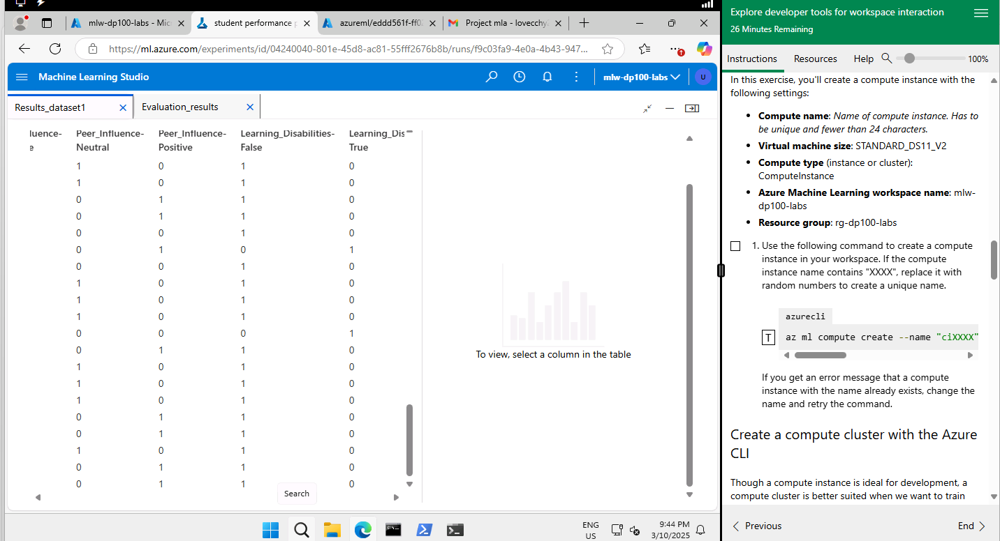 mlw-dp100-labs - Mic
student performance p
azureml/eddd561f-ff0
Project mla - lovecchy
https://ml.azure.com/experiments/id/04240040-801e-45d8-ac81-55fff2676b8b/runs/f9c03fa9-4e0a-4b43-947...
Machine Learning Studio
mlw-dp100-labs
U
Results_dataset1
Evaluation_results
luence-
e
Peer_Influence-
Neutral
Peer_Influence-
Positive
Learning_Disabilities-
False
Learning_Dis
True
1 0 1 0
1 0 1 0
0 1 1 0
0 1 1 0
0 0 1 0
0 1 0 1
0 0 1 0
1 0 1 0
1 0 1 0
1 0 1 0
0 0 0 1
0 1 1 0
1 0 1 0
1 0 1 0
1 0 1 0
0 1 1 0
0 1 1 0
1 0 1 0
0 1 1 0
0 1 1 0
To view, select a column in the table
Search
ENG
US
9:44 PM
3/10/2025
Explore developer tools for workspace interaction
26 Minutes Remaining
Instructions
Resources
Help
100%
In this exercise, you'll create a compute instance with the
following settings:
• Compute name: Name of compute instance. Has to
be unique and fewer than 24 characters.
• Virtual machine size: STANDARD_DS11_V2
• Compute type (instance or cluster):
ComputeInstance
• Azure Machine Learning workspace name: mlw-
dp100-labs
• Resource group: rg-dp100-labs
1. Use the following command to create a compute
instance in your workspace. If the compute
instance name contains "XXXX", replace it with
random numbers to create a unique name.
azurecli
T
az ml compute create --name "ciXXXX"
If you get an error message that a compute
instance with the name already exists, change the
name and retry the command.
Create a compute cluster with the Azure
CLI
Though a compute instance is ideal for development, a
compute cluster is better suited when we want to train
Previous
End